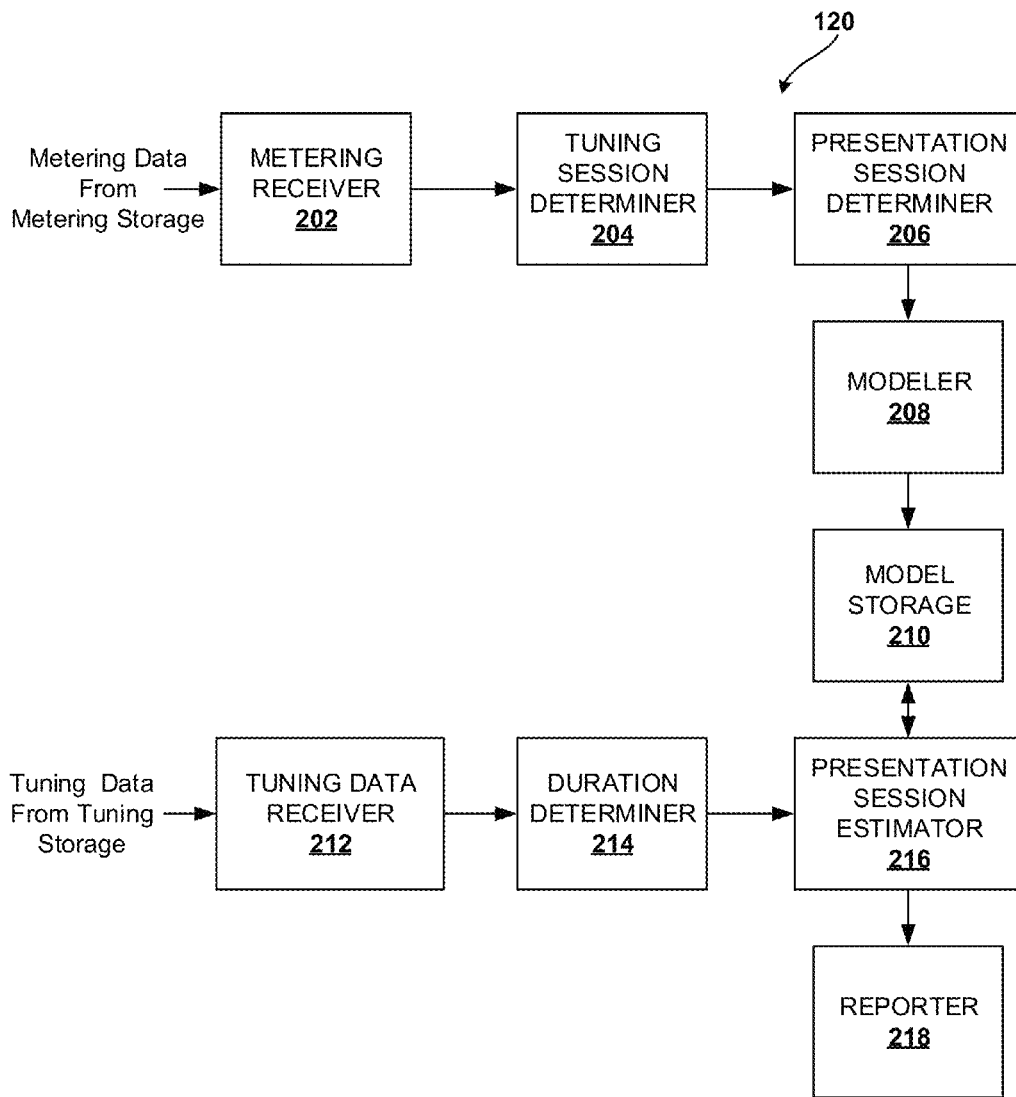 120
Metering Data
From
Metering Storage
METERING
RECEIVER
202
TUNING
SESSION
DETERMINER
204
PRESENTATION
SESSION
DETERMINER
206
MODELER
208
MODEL
STORAGE
210
Tuning Data
From Tuning
Storage
TUNING DATA
RECEIVER
212
DURATION
DETERMINER
214
PRESENTATION
SESSION
ESTIMATOR
216
REPORTER
218